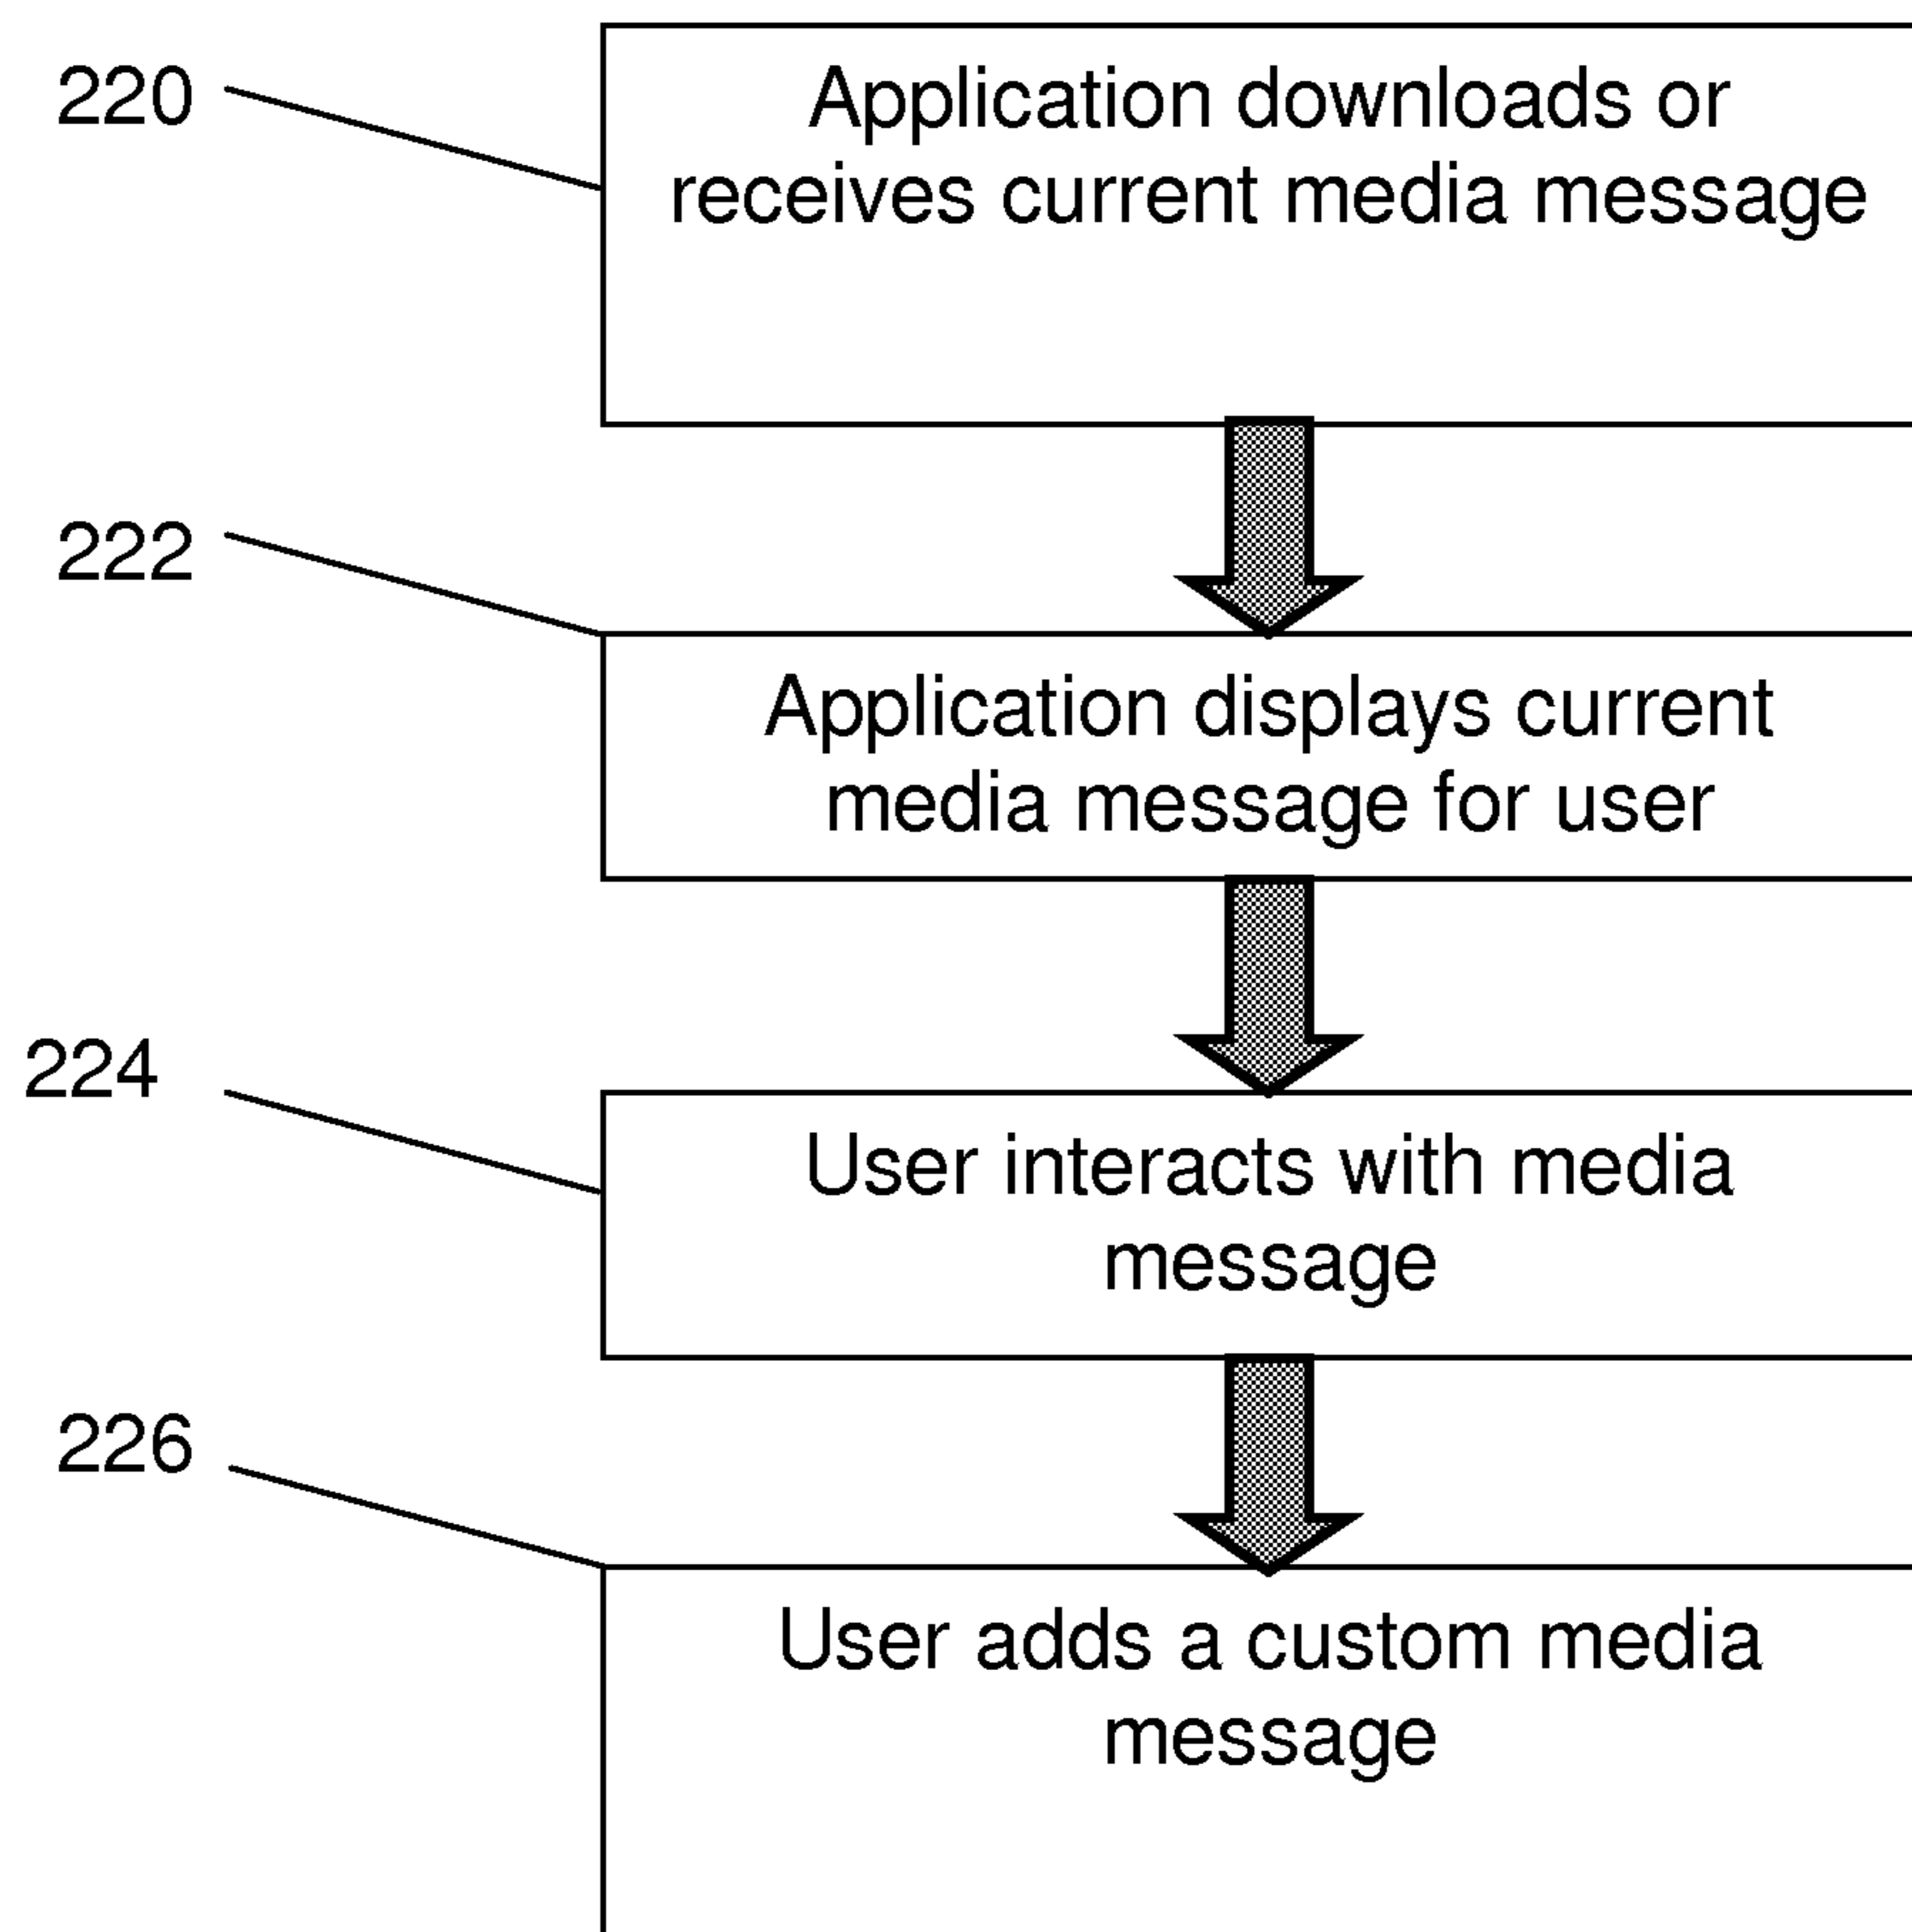 220
Application downloads or
receives current media message
222
Application displays current
media message for user
224
User interacts with media
message
226
User adds a custom media
message